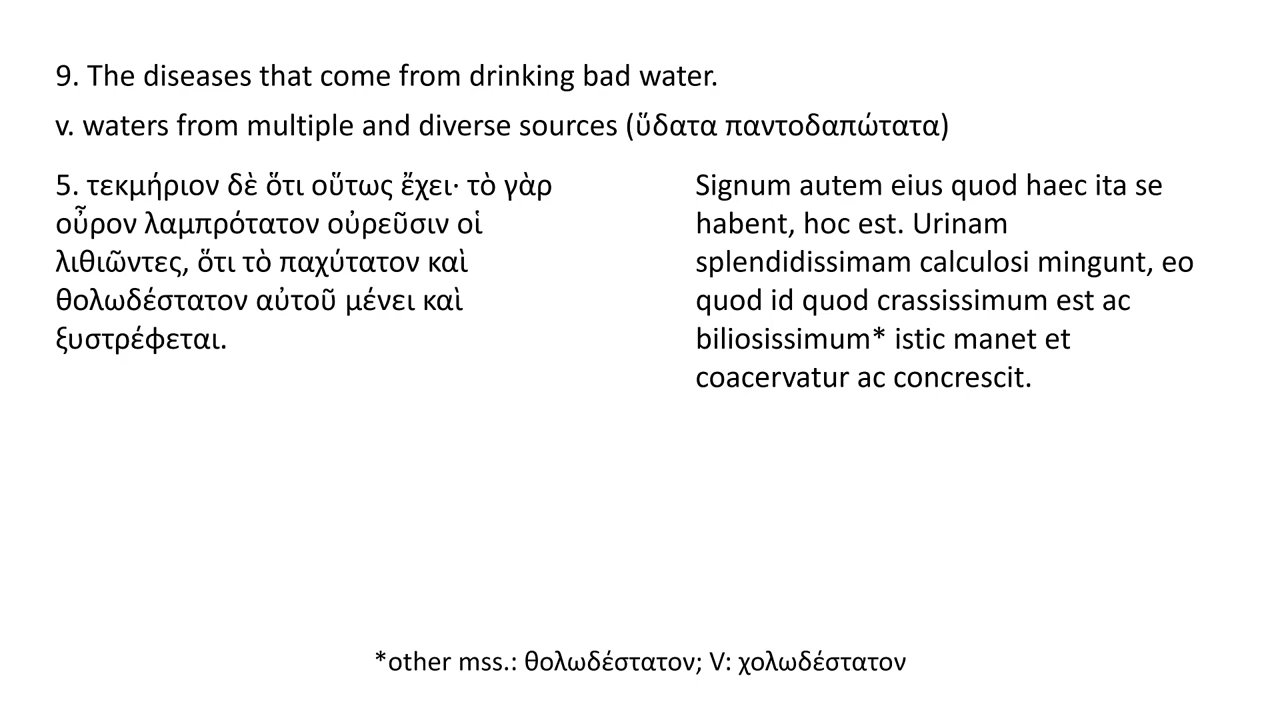 9. The diseases that come from drinking bad water.
v. waters from multiple and diverse sources (ὕδατα παντοδαπώτατα)
5. τεκμήριον δὲ ὅτι οὕτως ἔχει· τὸ γὰρ
οὖρον λαμπρότατον οὐρεῦσιν οἱ
λιθιῶντες, ὅτι τὸ παχύτατον καὶ
θολωδέστατον αὐτοῦ μένει καὶ
ξυστρέφεται.
Signum autem eius quod haec ita se
habent, hoc est. Urinam
splendidissimam calculosi mingunt, eo
quod id quod crassissimum est ac
biliosissimum* istic manet et
coacervatur ac concrescit.
*other mss.: θολωδέστατον; V: χολωδέστατον